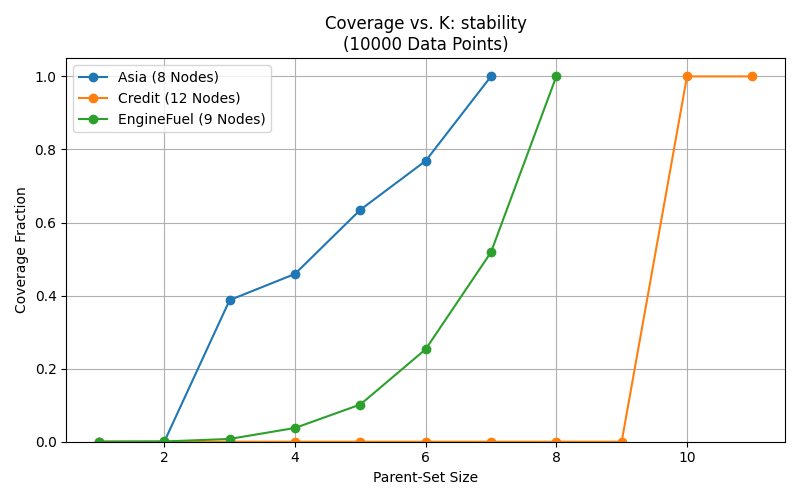 Coverage vs. K: stability
(10000 Data Points)
Asia (8 Nodes)
Credit (12 Nodes)
EngineFuel (9 Nodes)
Coverage Fraction
1.0
0.8
0.6
0.4
0.2
0.0
2 4 6 8 10
Parent-Set Size